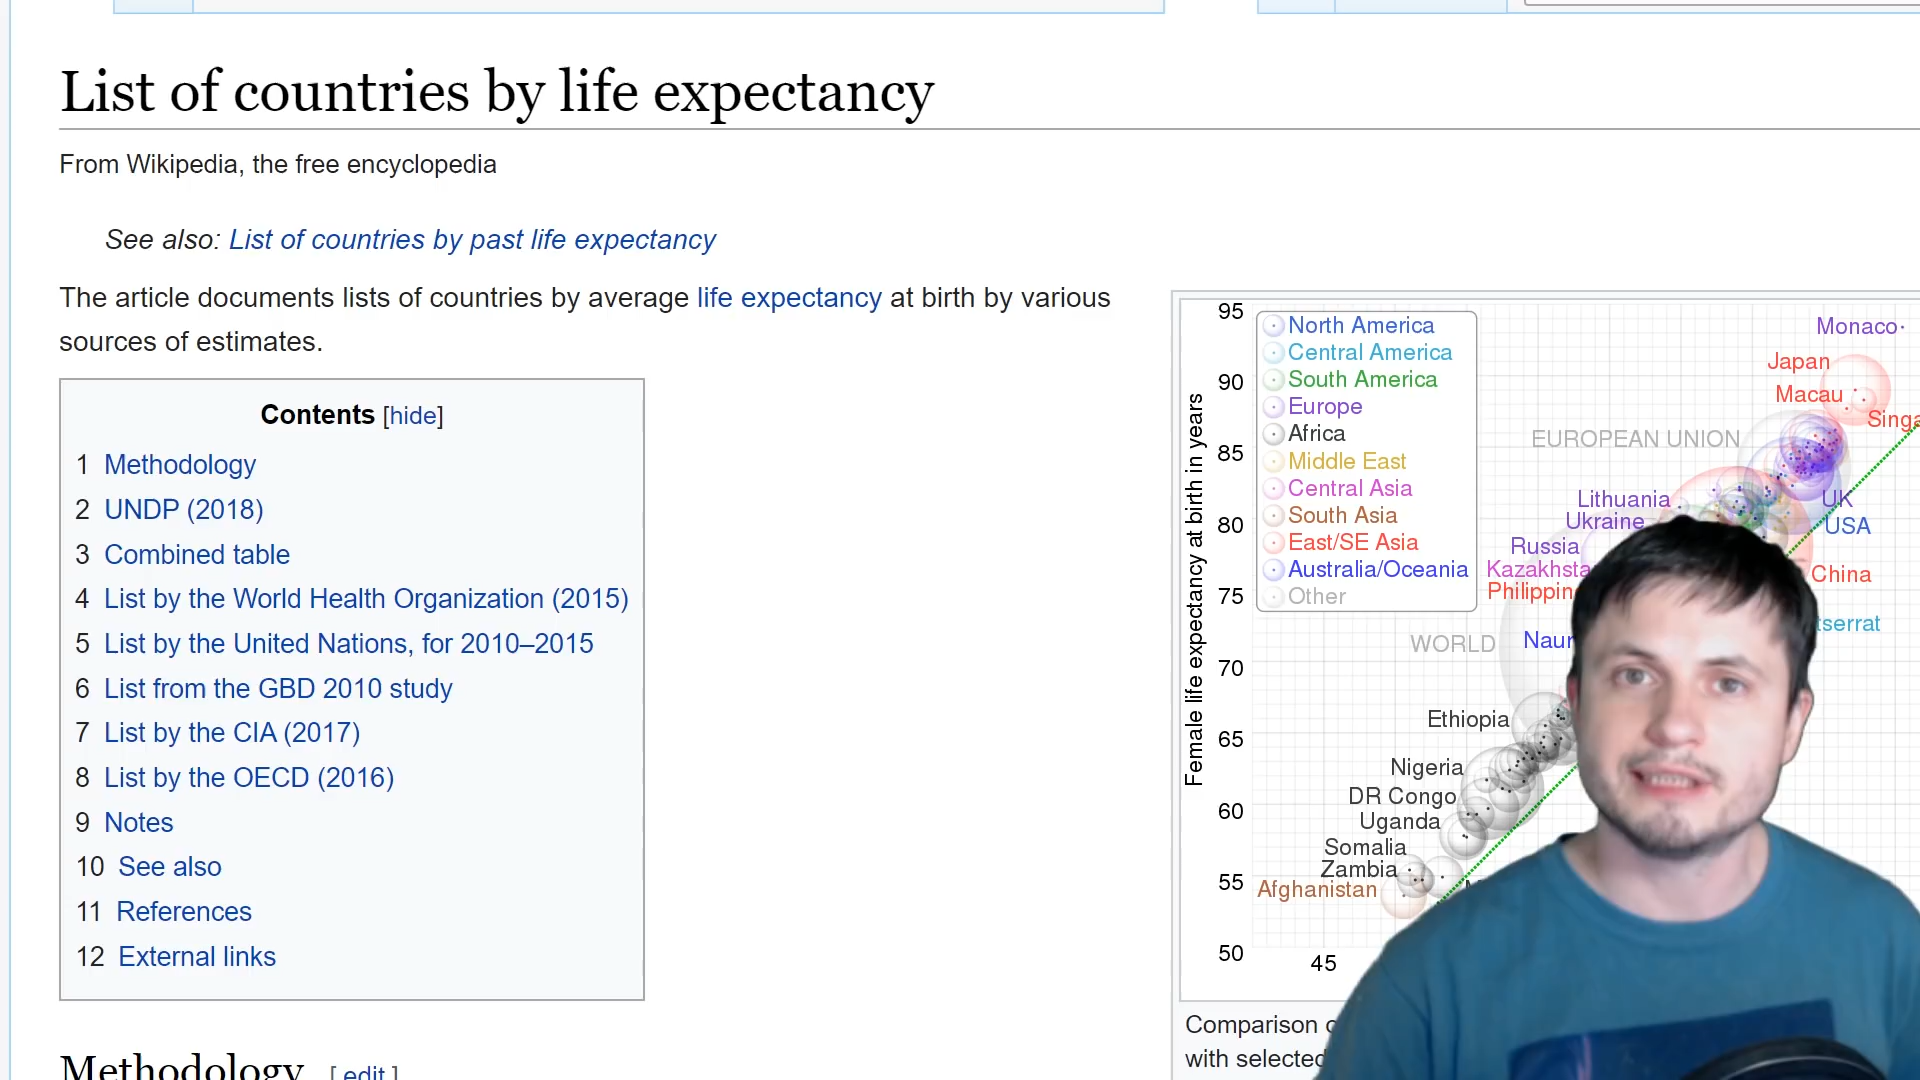 List of countries by life expectancy
From Wikipedia, the free encyclopedia
See also: List of countries by past life expectancy
The article documents lists of countries by average life expectancy at birth by various
sources of estimates.
Contents [hide]
1 Methodology
2 UNDP (2018)
3 Combined table
4 List by the World Health Organization (2015)
5 List by the United Nations, for 2010–2015
6 List from the GBD 2010 study
7 List by the CIA (2017)
8 List by the OECD (2016)
9 Notes
10 See also
11 References
12 External links
Methodology [ edit ]
Female life expectancy at birth in years
95
90
85
80
75
70
65
60
55
50
45
North America
Central America
South America
Europe
Africa
Middle East
Central Asia
South Asia
East/SE Asia
Australia/Oceania
Other
Monaco
Japan
Macau
Singa
EUROPEAN UNION
Lithuania
UK
Ukraine
USA
Russia
Kazakhsta
China
Philippin
tserrat
WORLD
Naur
Ethiopia
Nigeria
DR Congo
Uganda
Somalia
Zambia
Afghanistan
Comparison
with selected